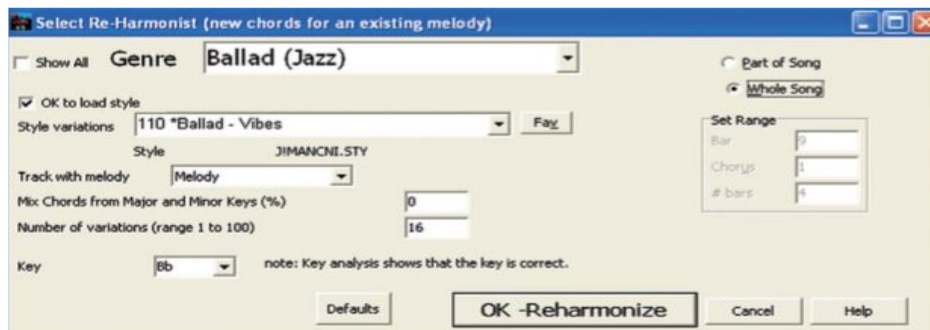 Select Re-Harmonist (new chords for an existing melody)
Show All Genre Ballad (Jazz)
Part of Song
Whole Song
OK to load style
Style variations 110 *Ballad - Vibes Fav
Set Range
Bar 9
Style J!MANCNI.STY
Chorus 1
Track with melody Melody
# bars 4
Mix Chords from Major and Minor Keys (%) 0
Number of variations (range 1 to 100) 16
Key Bb note: Key analysis shows that the key is correct.
Defaults OK -Reharmonize Cancel Help